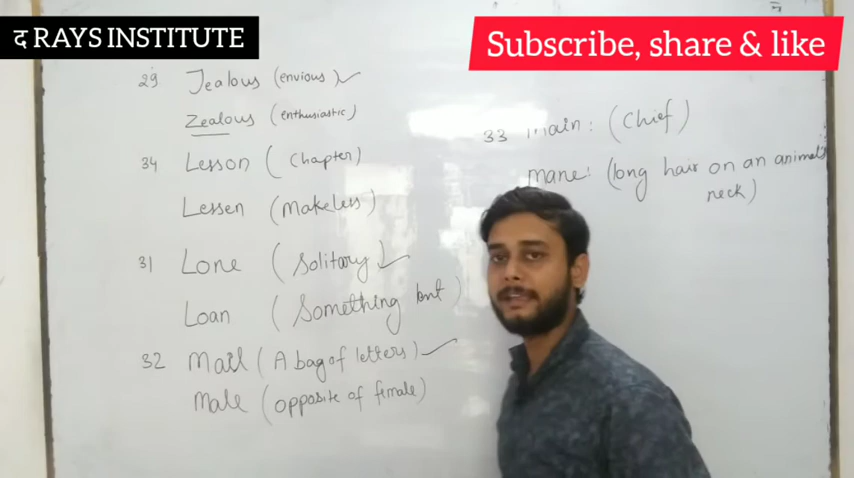 द RAYS INSTITUTE
Subscribe, share & like
29 Jealous (envious)
Zealous (enthusiastic)
34 Lesson (Chapter)
Lessen (Makeless)
31 Lone (Solitary)
Loan (Something lent)
32 Mail (A bag of letters)
Male (opposite of female)
33 Main: (Chief)
mane: (long hair on an animal's
neck)